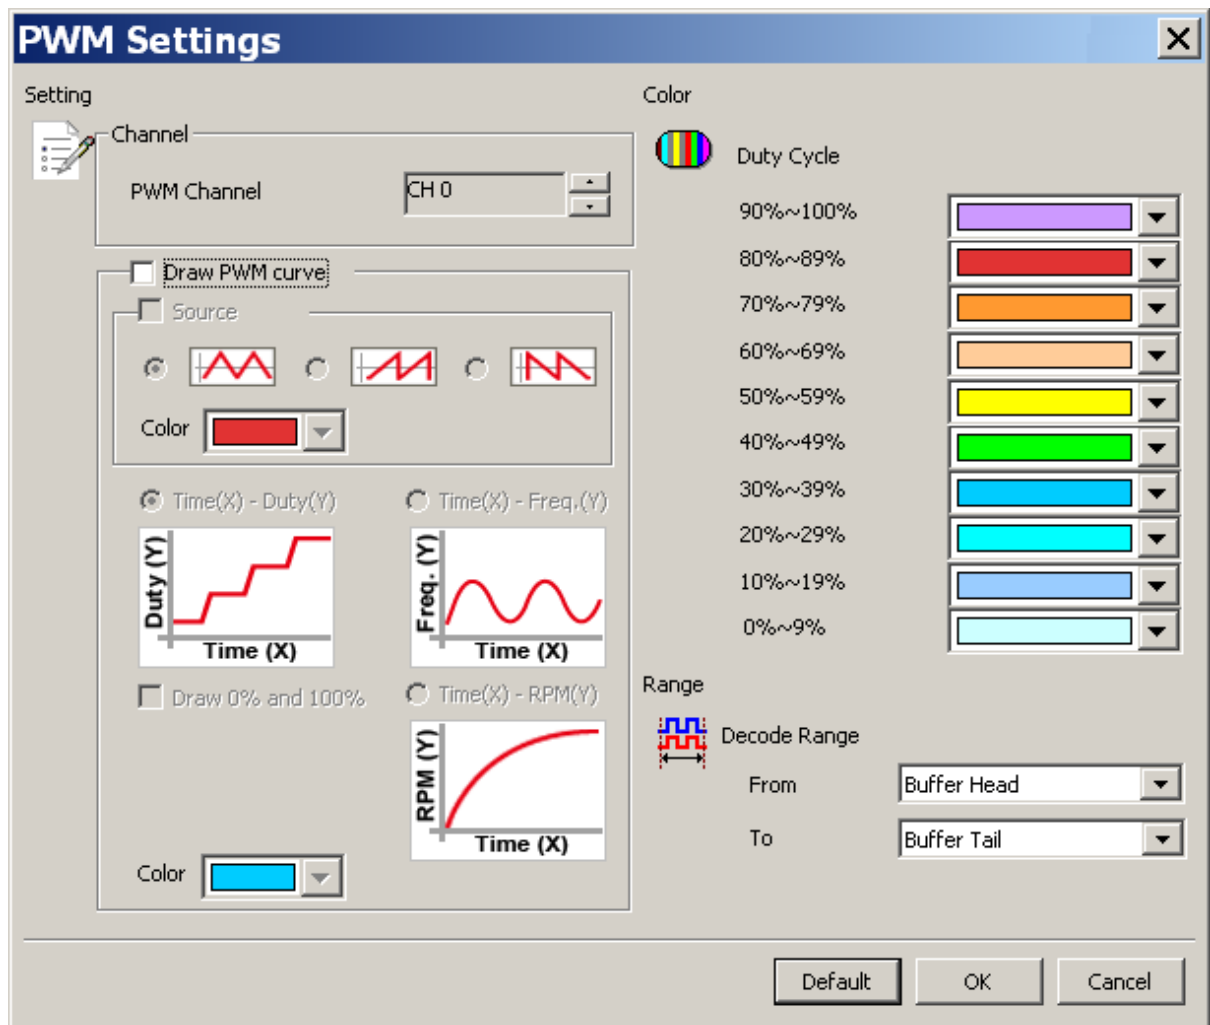 PWM Settings
Setting
Channel
PWM Channel
CH 0
Draw PWM curve
Source
Color
Time(X) - Duty(Y)
Time(X) - Freq.(Y)
Duty (Y)
Time (X)
Freq. (Y)
Time (X)
Draw 0% and 100%
Time(X) - RPM(Y)
RPM (Y)
Time (X)
Color
Color
Duty Cycle
90%~100%
80%~89%
70%~79%
60%~69%
50%~59%
40%~49%
30%~39%
20%~29%
10%~19%
0%~9%
Range
Decode Range
From
Buffer Head
To
Buffer Tail
Default
OK
Cancel